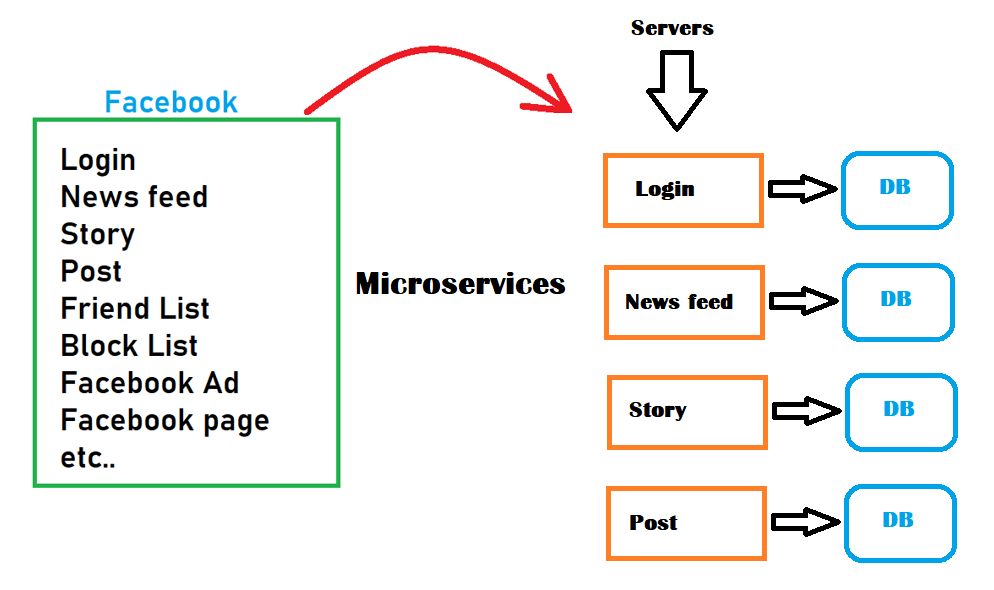 Facebook
Login
News feed
Story
Post
Friend List
Block List
Facebook Ad
Facebook page
etc..
Microservices
Servers
Login
DB
News feed
DB
Story
DB
Post
DB